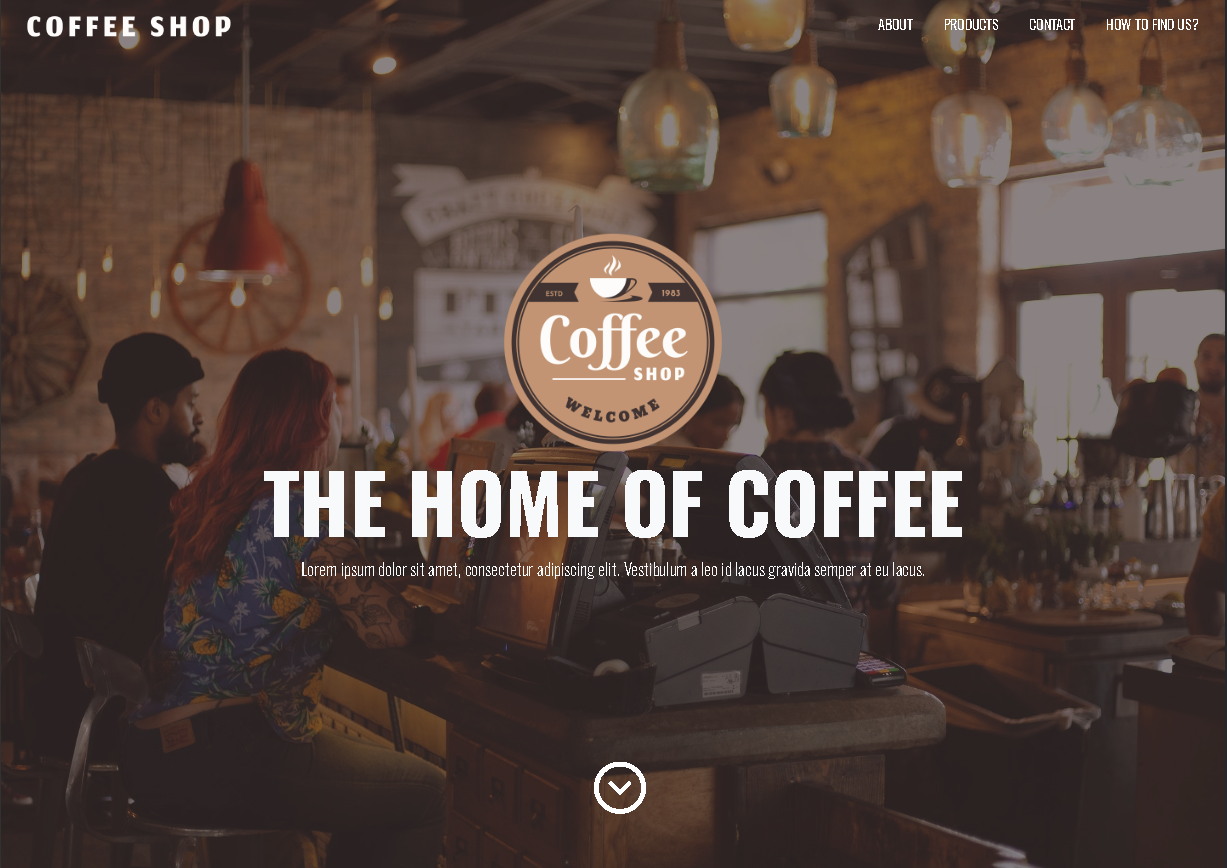 COFFEE SHOP
ABOUT PRODUCTS CONTACT HOW TO FIND US?
ESTD 1983
Coffee
SHOP
WELCOME
THE HOME OF COFFEE
Lorem ipsum dolor sit amet, consectetur adipiscing elit. Vestibulum a leo id lacus gravida semper at eu lacus.